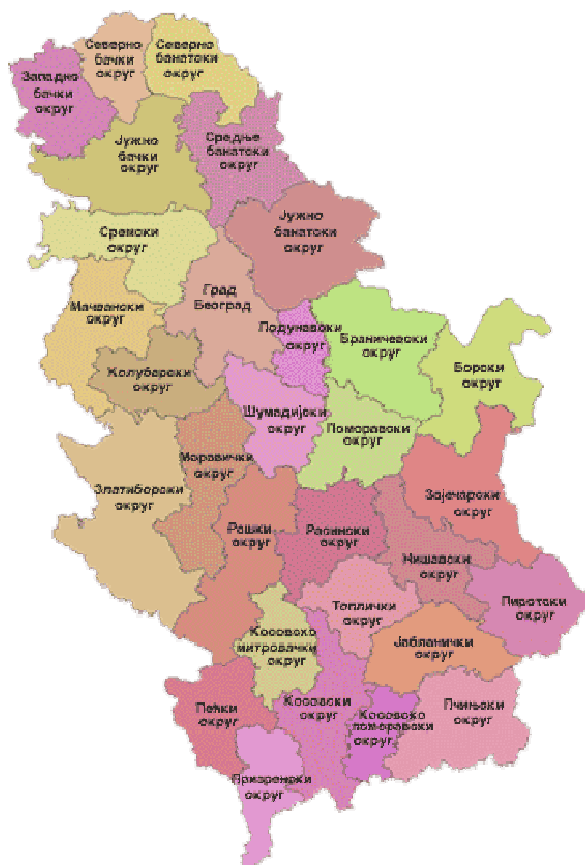 Северно
бачки
округ
Северно
банатски
округ
Западно
бачки
округ
Јужно
бачки
округ
Средње
банатски
округ
Јужно
банатски
округ
Сремски
округ
Град
Београд
Мачвански
округ
Подунавски
округ
Браничевски
округ
Борски
округ
Колубарски
округ
Шумадијски
округ
Поморавски
округ
Моравички
округ
Златиборски
округ
Зајечарски
округ
Рашки
округ
Расински
округ
Нишавски
округ
Пиротски
округ
Топлички
округ
Косовско
митровачки
округ
Јабланички
округ
Пећки
округ
Косовски
округ
Косовско
поморавски
округ
Пчињски
округ
Призренски
округ